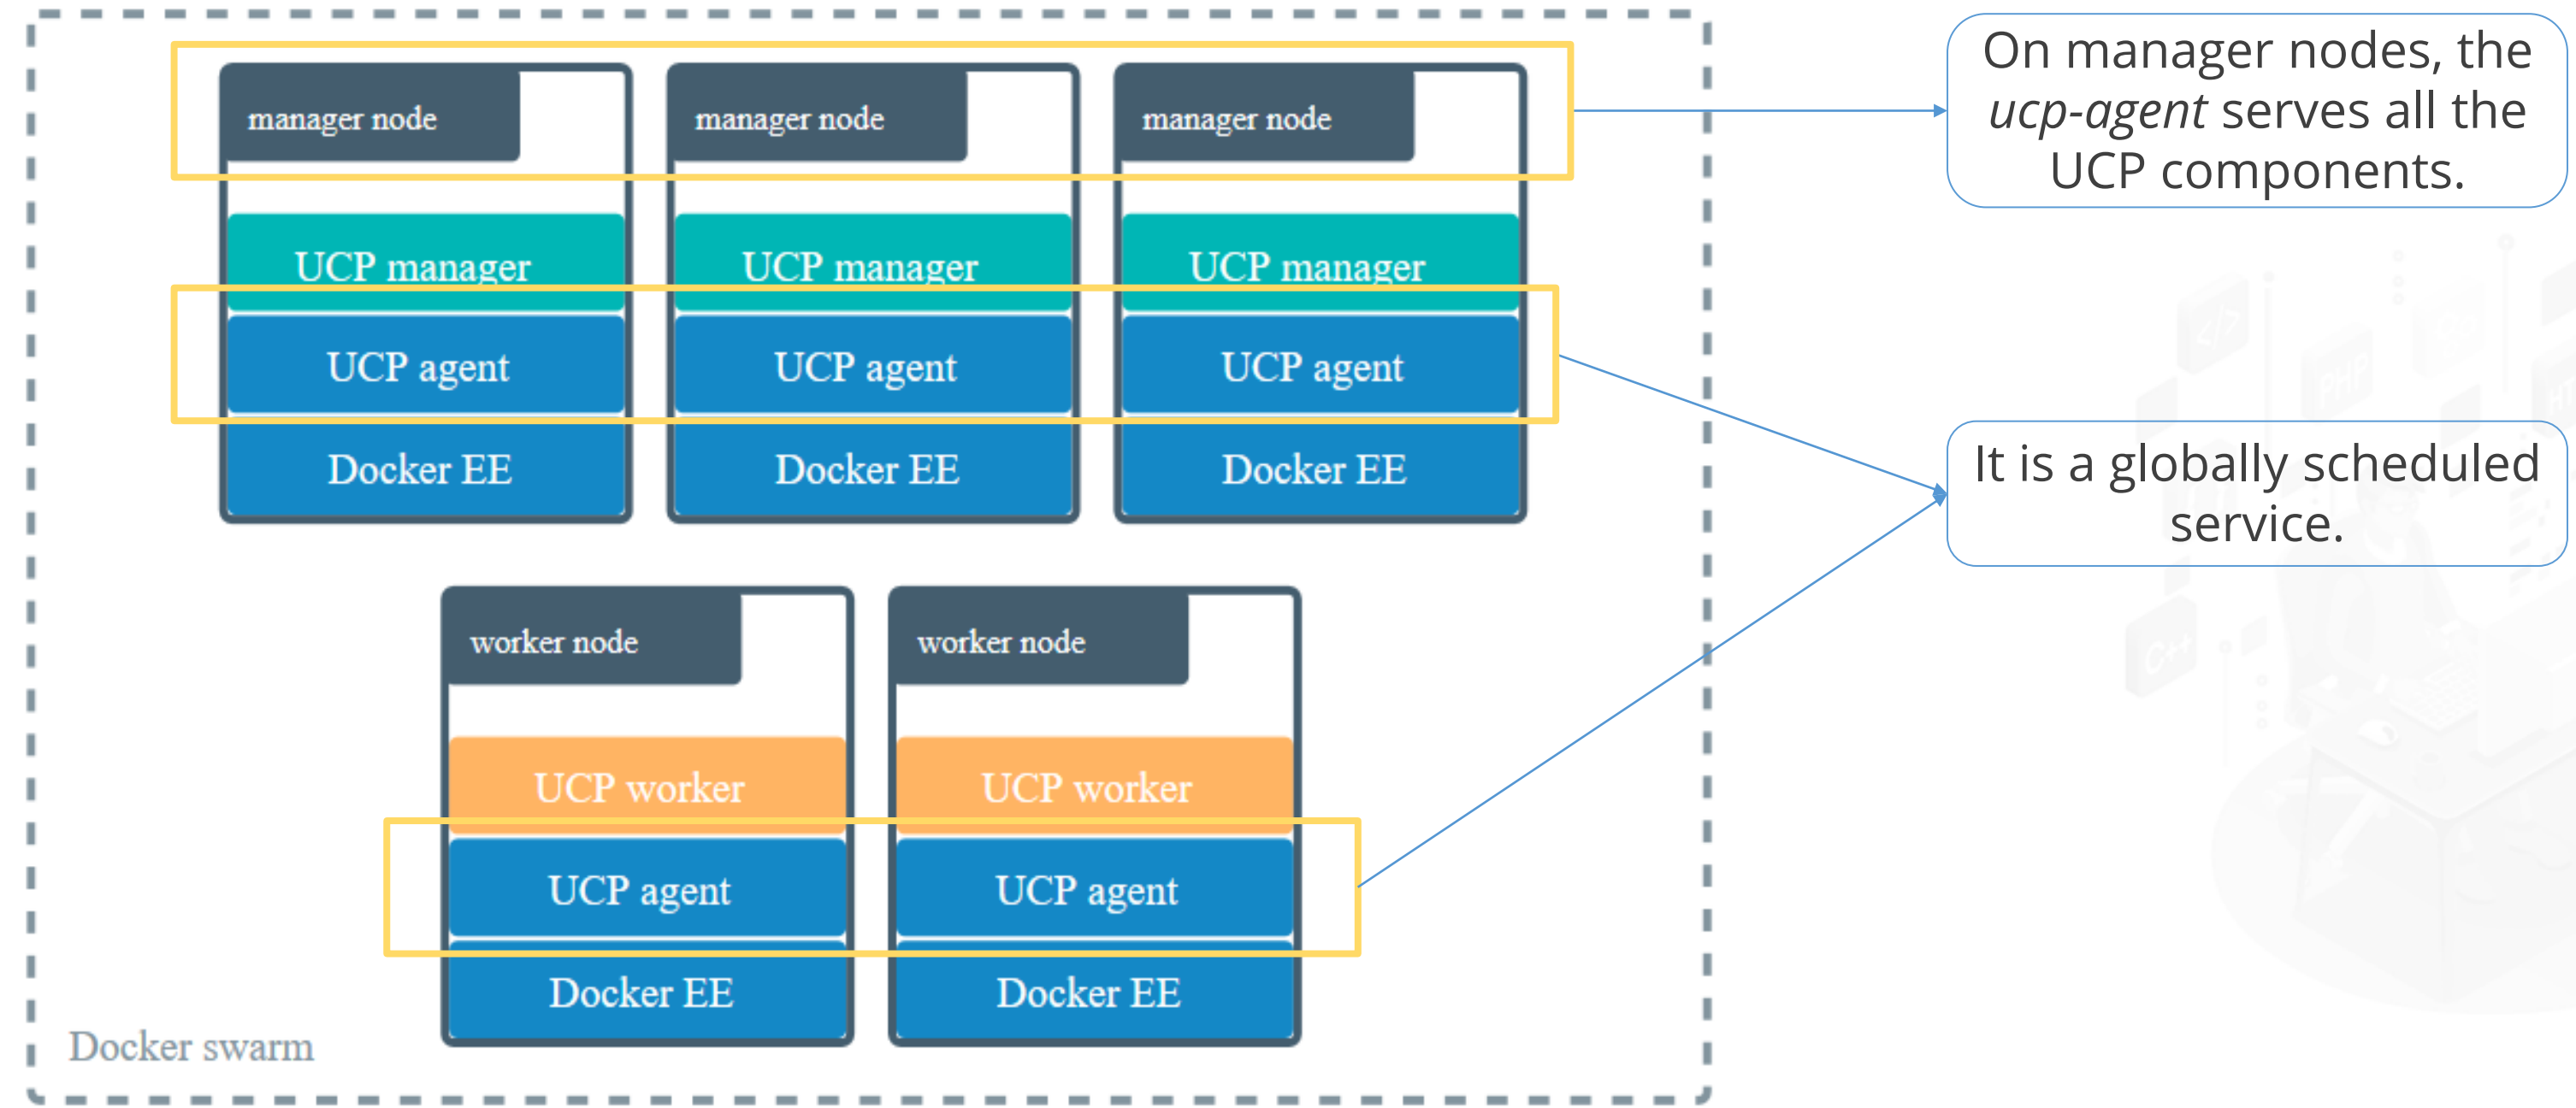 manager node
manager node
manager node
UCP manager
UCP manager
UCP manager
UCP agent
UCP agent
UCP agent
Docker EE
Docker EE
Docker EE
On manager nodes, the
ucp-agent serves all the
UCP components.
It is a globally scheduled
service.
worker node
worker node
UCP worker
UCP worker
UCP agent
UCP agent
Docker EE
Docker EE
Docker swarm
</>
PHP
HT
C++